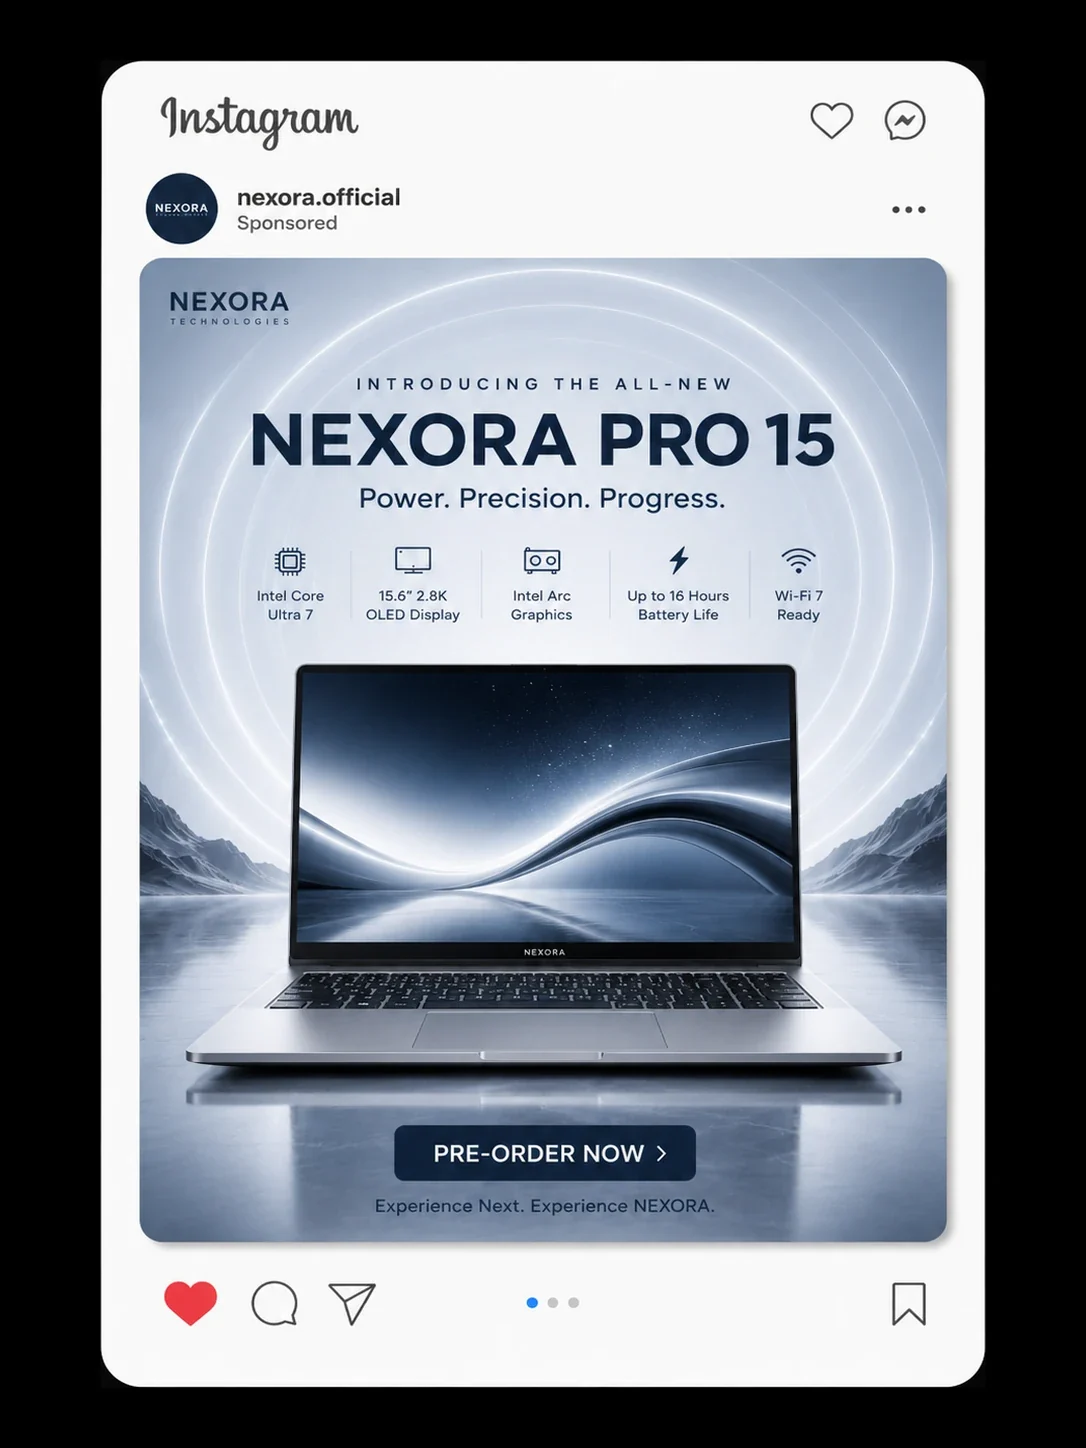 Instagram
NEXORA
nexora.official
Sponsored
NEXORA
TECHNOLOGIES
INTRODUCING THE ALL-NEW
NEXORA PRO 15
Power. Precision. Progress.
Intel Core
Ultra 7
15.6" 2.8K
OLED Display
Intel Arc
Graphics
Up to 16 Hours
Battery Life
Wi-Fi 7
Ready
NEXORA
PRE-ORDER NOW >
Experience Next. Experience NEXORA.